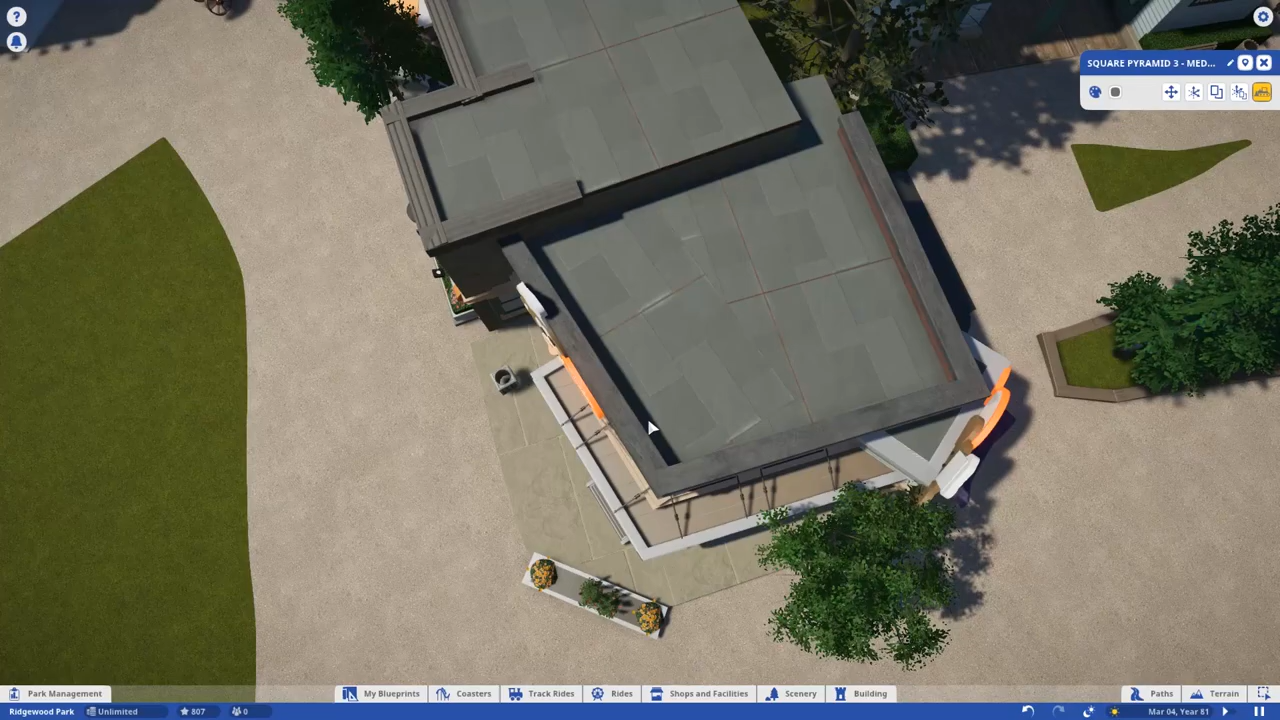 ?
SQUARE PYRAMID 3 - MED...
Park Management
My Blueprints
Coasters
Track Rides
Rides
Shops and Facilities
Scenery
Building
Paths
Terrain
Ridgewood Park
Unlimited
807
0
Mar 04, Year 81